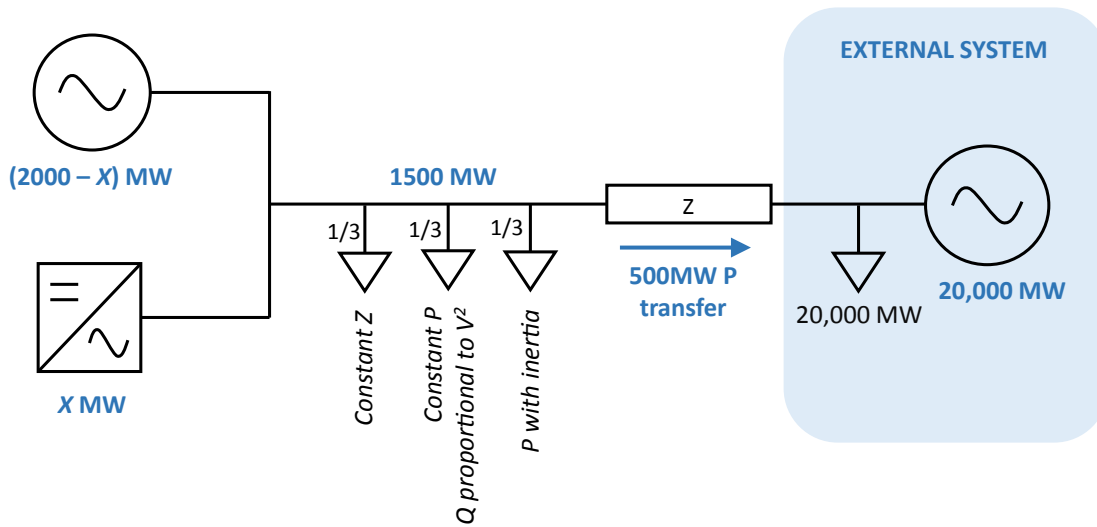 EXTERNAL SYSTEM
(2000 – X) MW
1500 MW
Z
1/3
1/3
1/3
500MW P
transfer
20,000 MW
20,000 MW
X MW
Constant Z
Constant P
Q proportional to V²
P with inertia